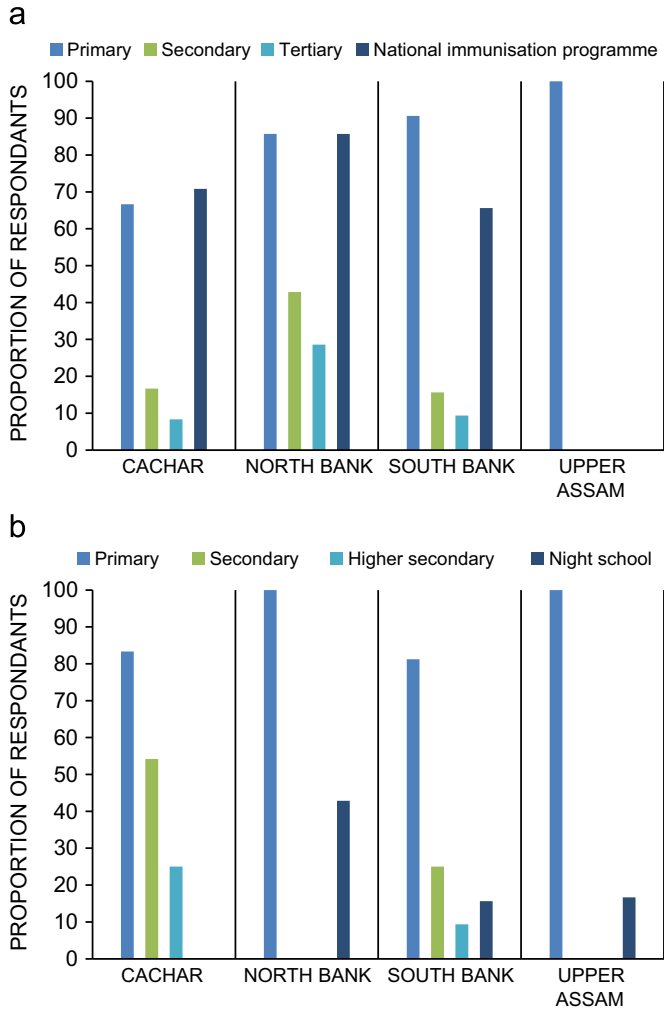 a
Primary Secondary Tertiary National immunisation programme
PROPORTION OF RESPONDANTS
100
90
80
70
60
50
40
30
20
10
0
CACHAR NORTH BANK SOUTH BANK UPPER
ASSAM
b
Primary Secondary Higher secondary Night school
PROPORTION OF RESPONDANTS
100
90
80
70
60
50
40
30
20
10
0
CACHAR NORTH BANK SOUTH BANK UPPER
ASSAM